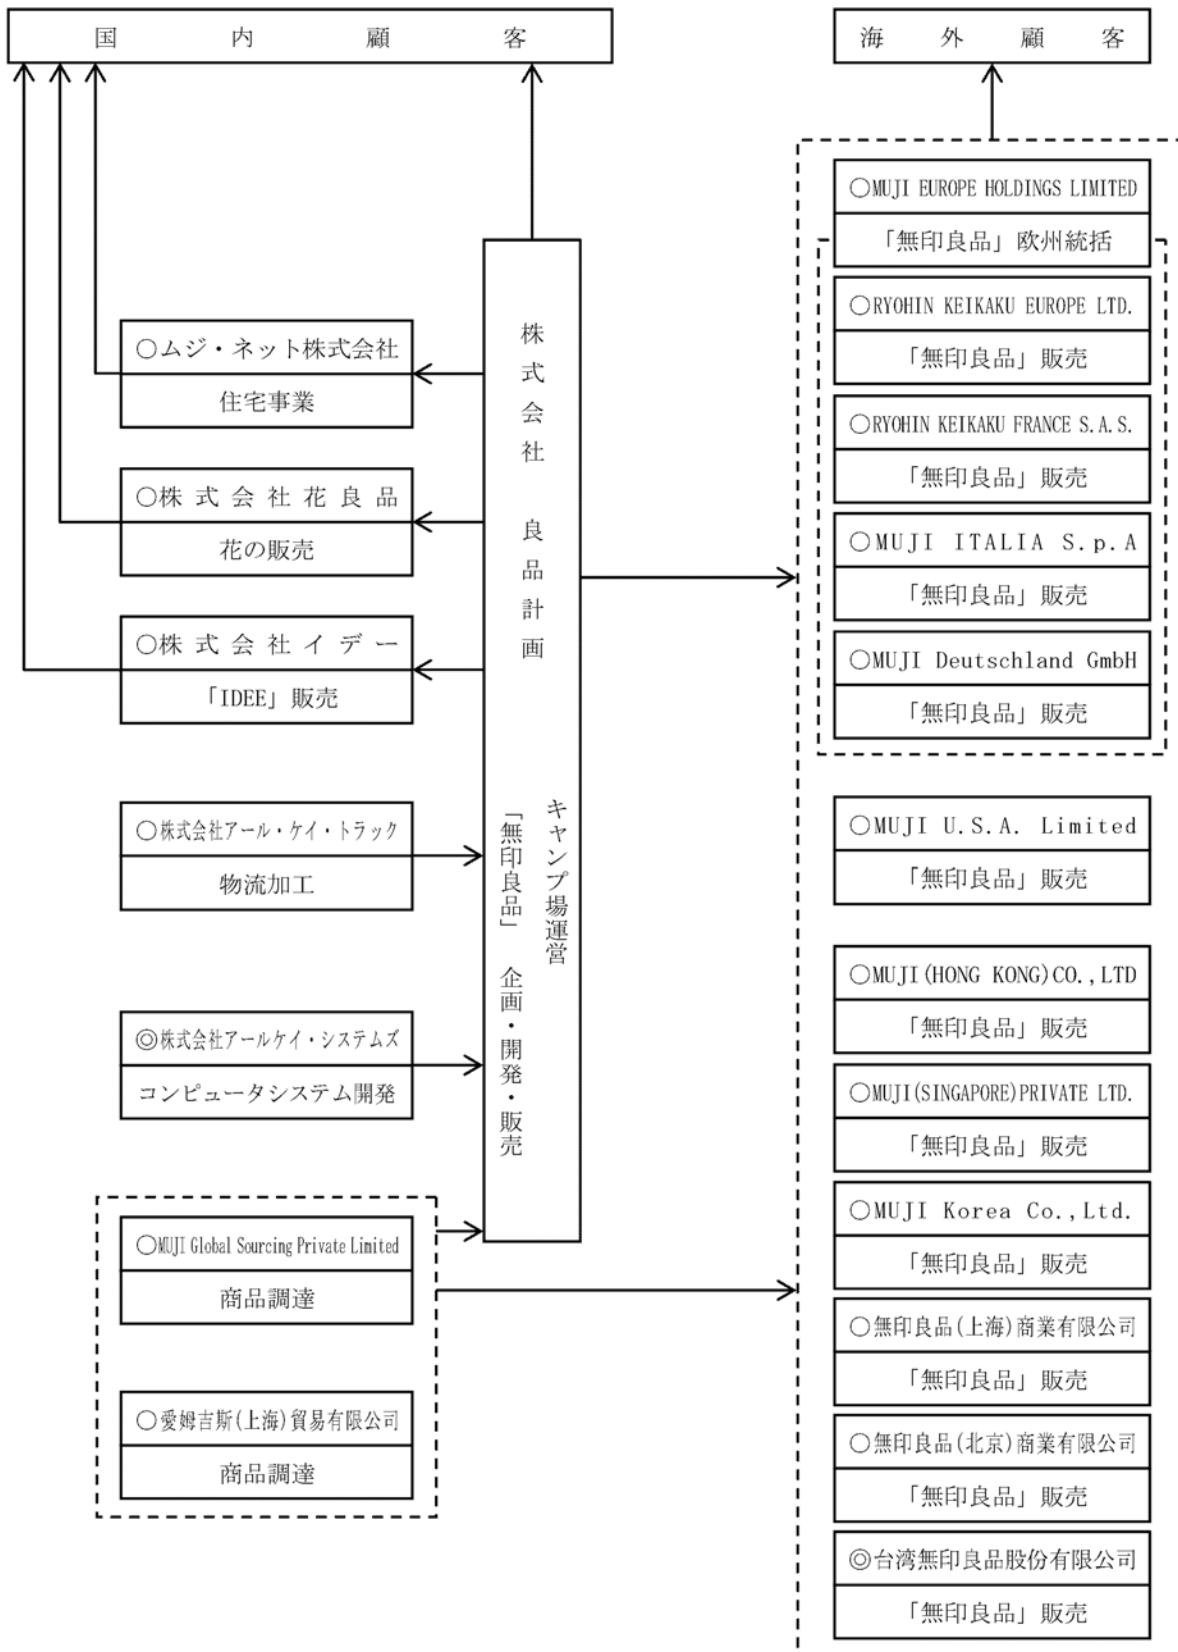 国内顧客
海外顧客
○ムジ・ネット株式会社
住宅事業
○株式会社花良品
花の販売
○株式会社イデー
「IDEE」販売
○株式会社アール・ケイ・トラック
物流加工
◎株式会社アールケイ・システムズ
コンピュータシステム開発
○MUJI Global Sourcing Private Limited
商品調達
○愛姆吉斯(上海)貿易有限公司
商品調達
株式会社 良品計画
キャンプ場運営
「無印良品」 企画・開発・販売
○MUJI EUROPE HOLDINGS LIMITED
「無印良品」欧州統括
○RYOHIN KEIKAKU EUROPE LTD.
「無印良品」販売
○RYOHIN KEIKAKU FRANCE S.A.S.
「無印良品」販売
○MUJI ITALIA S.p.A
「無印良品」販売
○MUJI Deutschland GmbH
「無印良品」販売
○MUJI U.S.A. Limited
「無印良品」販売
○MUJI(HONG KONG)CO.,LTD
「無印良品」販売
○MUJI(SINGAPORE)PRIVATE LTD.
「無印良品」販売
○MUJI Korea Co.,Ltd.
「無印良品」販売
○無印良品(上海)商業有限公司
「無印良品」販売
○無印良品(北京)商業有限公司
「無印良品」販売
◎台湾無印良品股份有限公司
「無印良品」販売